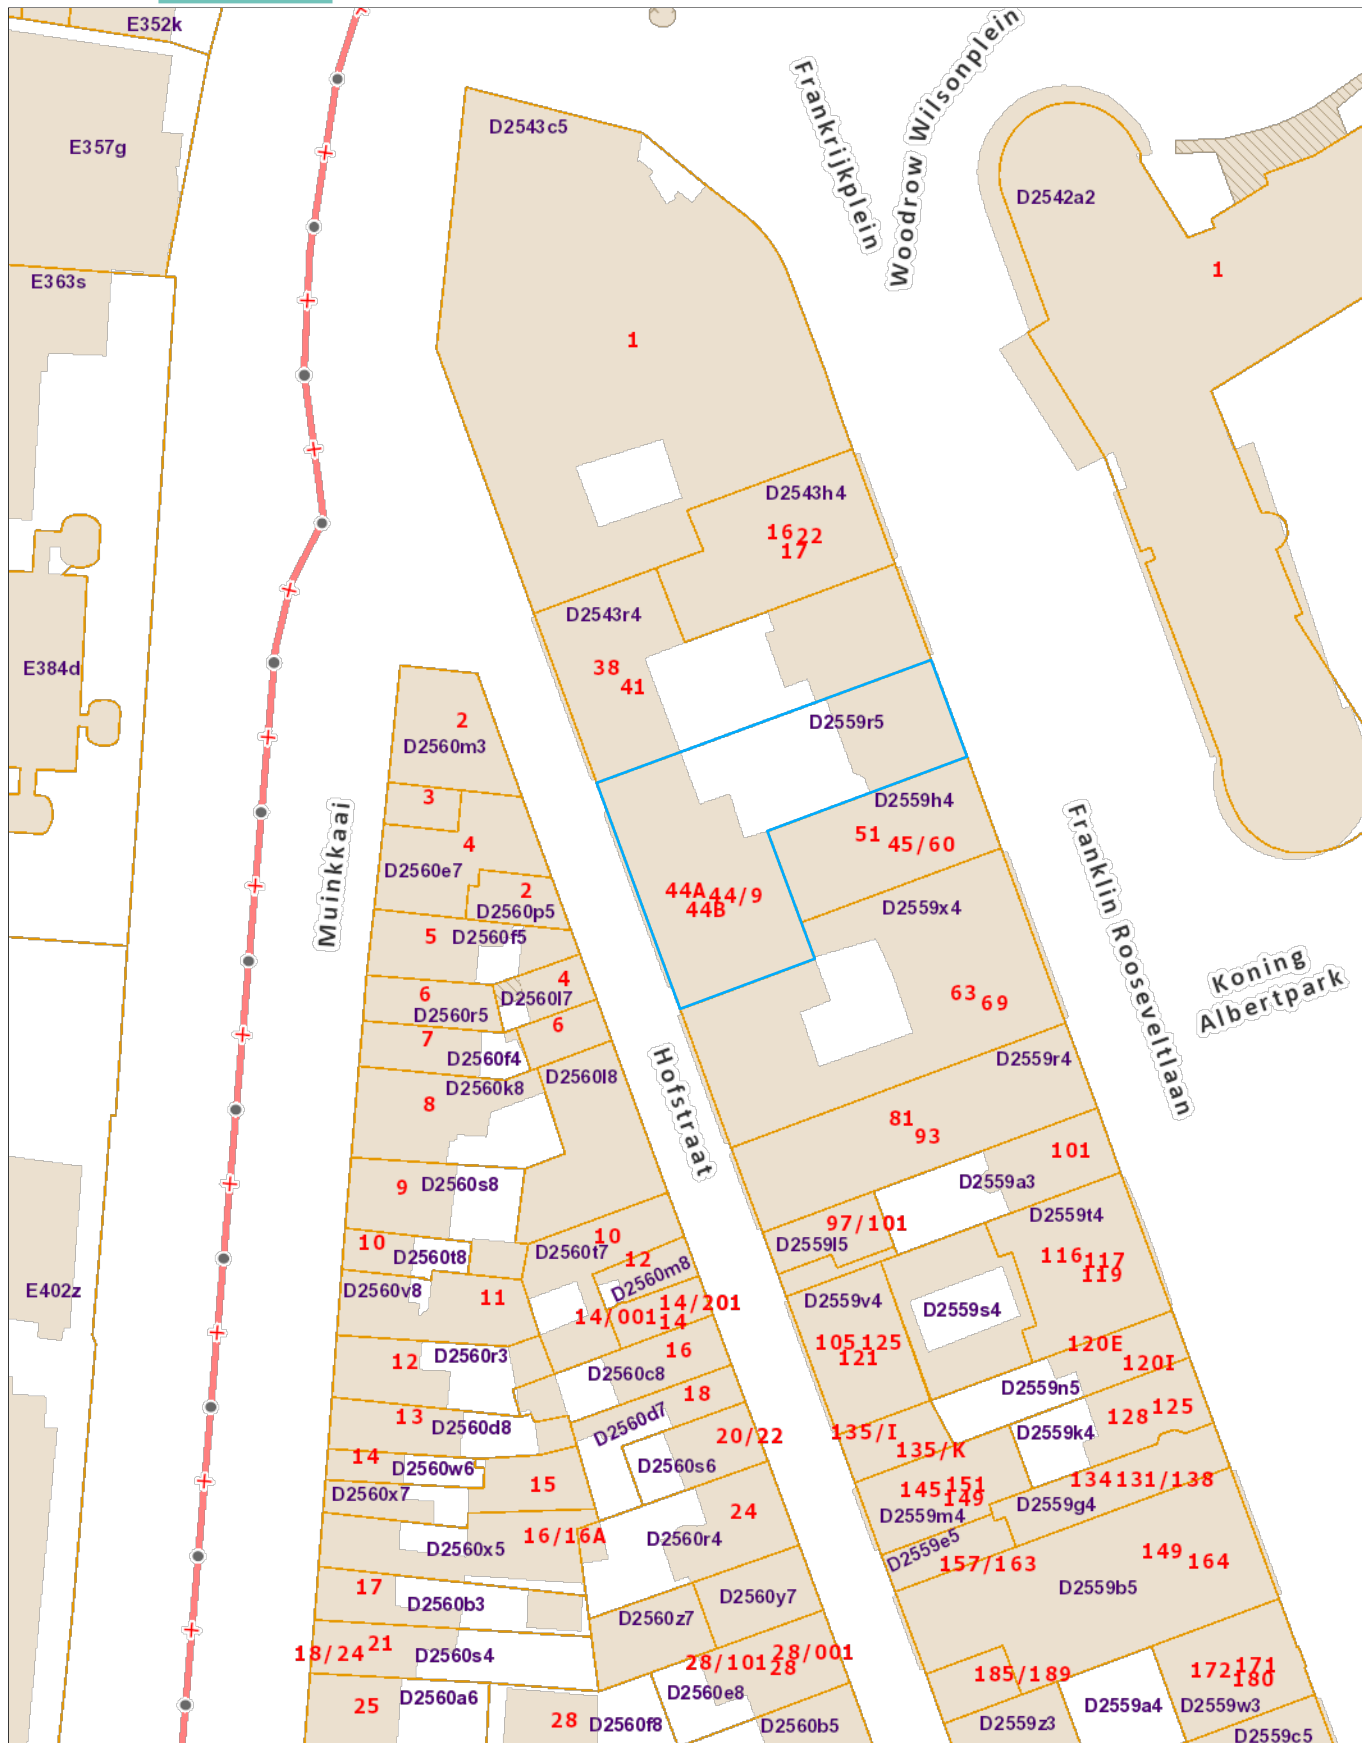 E352k
Woodrow Wilsonplein
Frankrijkplein
D2543c5
E357g
D2542a2
1
E363s
1
D2543h4
16
22
17
D2543r4
38
41
E384d
2
D2560m3
D2559r5
3
D2559h4
4
51
45/60
Muinkkaai
D2560e7
2
D2560p5
44A
44/9
44B
D2559x4
5
D2560f5
Franklin Rooseveltlaan
Koning
Albertpark
4
6
D2560l7
D2560r5
63
69
6
7
D2560f4
D2559r4
D2560k8
D2560l8
8
Hofstraat
81
93
101
9
D2560s8
D2559a3
97/101
D2559t4
10
10
D2560t8
D2560t7
12
D2559l5
116
117
119
E402z
D2560v8
D2560m8
11
14/201
14/001
14
D2559v4
D2559s4
105
125
121
120E
12
D2560r3
16
120I
D2560c8
D2559n5
13
D2560d8
18
D2560d7
128
125
135/I
D2559k4
20/22
135/K
14
D2560w6
D2560s6
134
131/138
15
D2560x7
145
151
149
D2559m4
D2559g4
24
16/16A
D2560r4
D2560x5
D2559e5
149
164
157/163
17
D2560b3
D2559b5
D2560y7
D2560z7
18/24
21
D2560s4
28/001
28/101
28
185/189
172
171
180
25
D2560a6
D2560e8
D2559a4
D2559w3
28
D2560f8
D2560b5
D2559z3
D2559c5